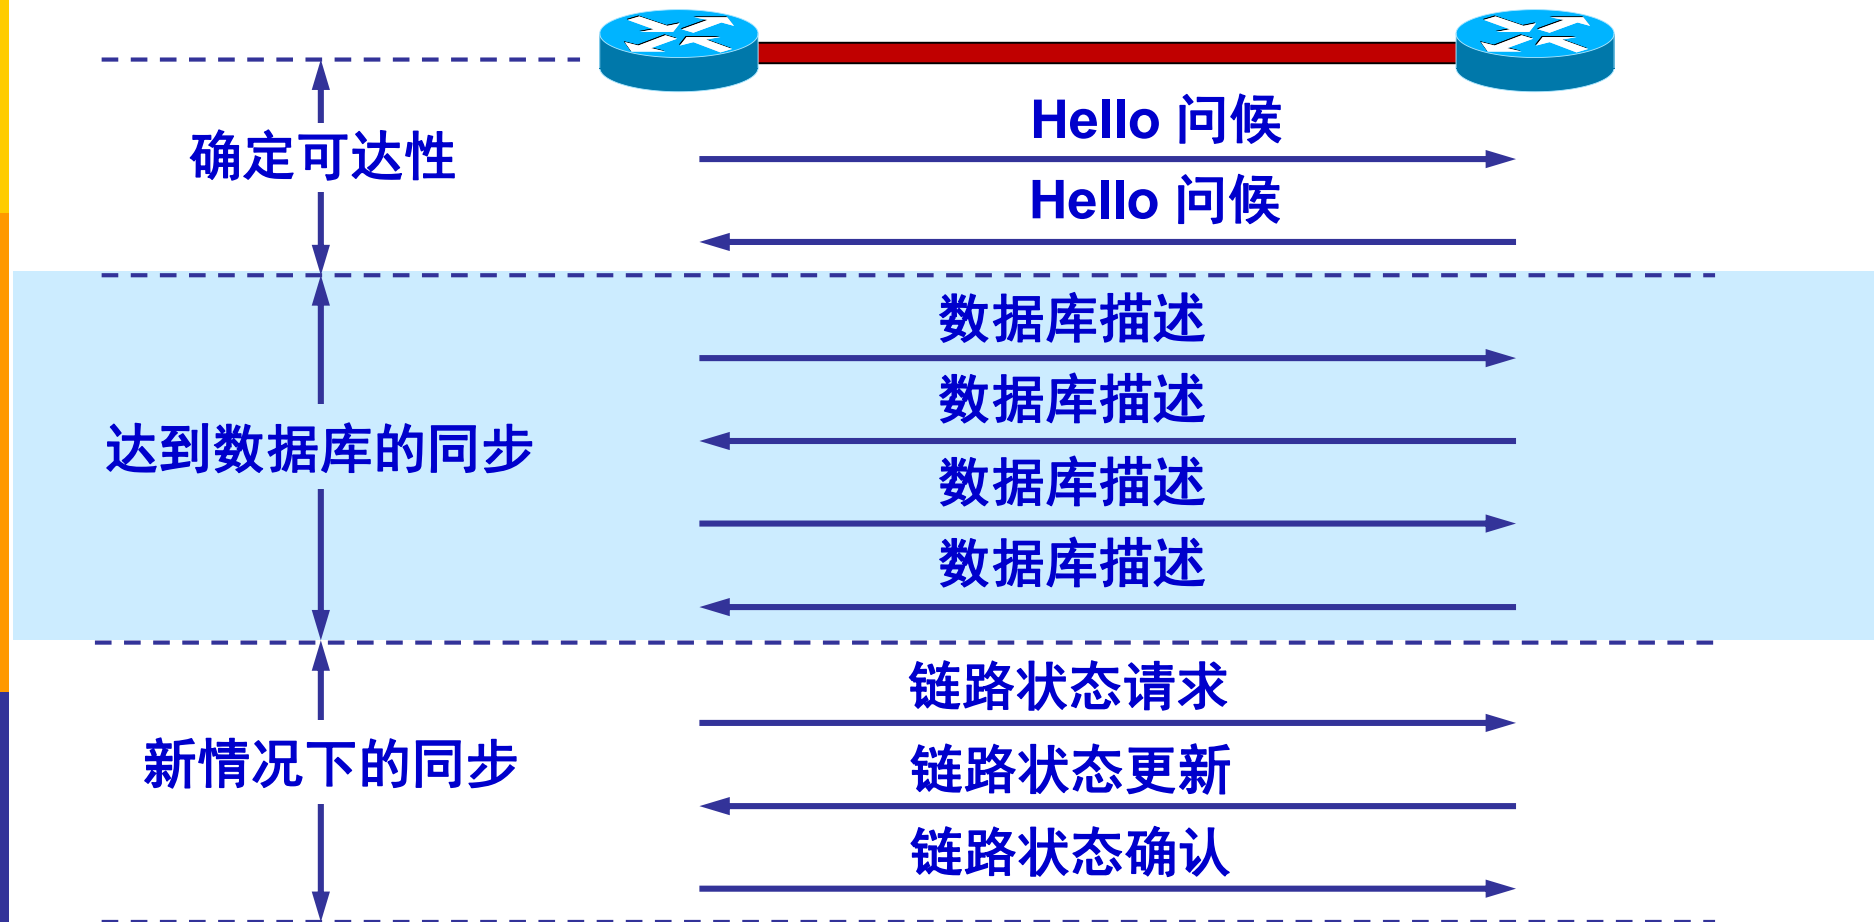 Hello 问候
确定可达性
Hello 问候
数据库描述
数据库描述
达到数据库的同步
数据库描述
数据库描述
链路状态请求
新情况下的同步
链路状态更新
链路状态确认